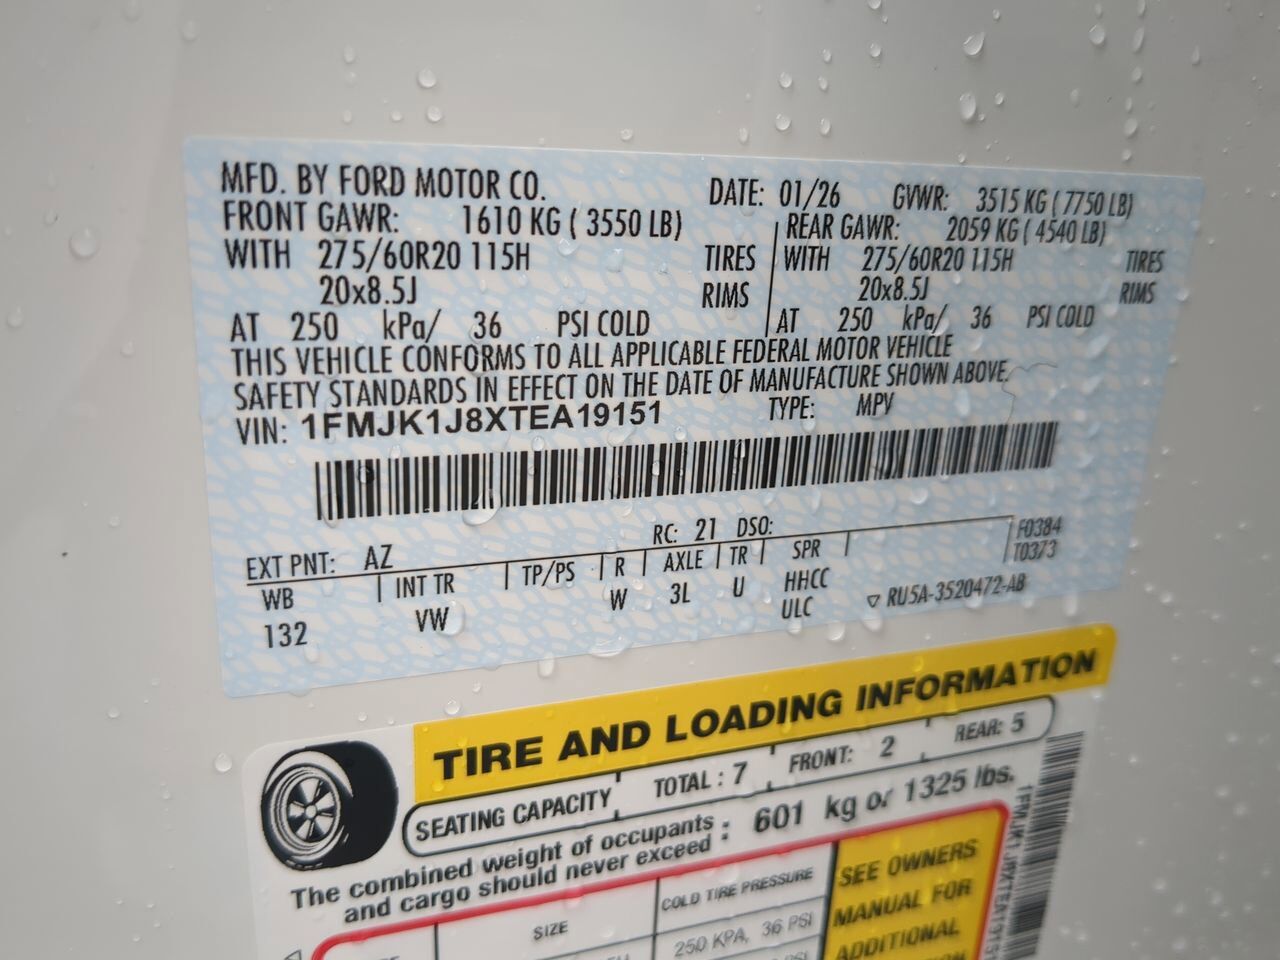 MFD. BY FORD MOTOR CO. DATE: 01/26 GVWR: 3515 KG ( 7750 LB)
FRONT GAWR: 1610 KG ( 3550 LB) REAR GAWR: 2059 KG ( 4540 LB)
WITH 275/60R20 115H TIRES WITH 275/60R20 115H TIRES
20x8.5J RIMS 20x8.5J RIMS
AT 250 kPa/ 36 PSI COLD AT 250 kPa/ 36 PSI COLD
THIS VEHICLE CONFORMS TO ALL APPLICABLE FEDERAL MOTOR VEHICLE
SAFETY STANDARDS IN EFFECT ON THE DATE OF MANUFACTURE SHOWN ABOVE.
VIN: 1FMJK1J8XTEA19151 TYPE: MPV
RC: 21 DSO: F0384
EXT PNT: AZ T0373
WB INT TR TP/PS R AXLE TR SPR
132 VW W 3L U HHCC
ULC ▽ RU5A-3520472-AB
TIRE AND LOADING INFORMATION
SEATING CAPACITY TOTAL : 7 FRONT: 2 REAR: 5
The combined weight of occupants : 601 kg or 1325 lbs.
and cargo should never exceed :
SIZE COLD TIRE PRESSURE SEE OWNERS
250 KPA, 36 PSI MANUAL FOR
ADDITIONAL